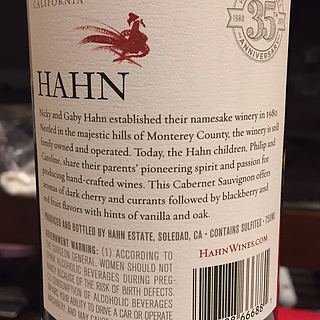 CALIFORNIA
1980 35th
ANNIVERSARY
HAHN
Nicky and Gaby Hahn established their namesake winery in 1980.
Nestled in the majestic hills of Monterey County, the winery is still
family owned and operated. Today, the Hahn children, Philip and
Caroline, share their parents' pioneering spirit and passion for
producing hand-crafted wines. This Cabernet Sauvignon offers
aromas of dark cherry and currants followed by blackberry and
red fruit flavors with hints of vanilla and oak.
PRODUCED AND BOTTLED BY HAHN ESTATE, SOLEDAD, CA • CONTAINS SULFITES • 750ML
GOVERNMENT WARNING: (1) ACCORDING TO
THE SURGEON GENERAL, WOMEN SHOULD NOT
DRINK ALCOHOLIC BEVERAGES DURING PREG-
NANCY BECAUSE OF THE RISK OF BIRTH DEFECTS.
CONSUMPTION OF ALCOHOLIC BEVERAGES
YOUR ABILITY TO DRIVE A CAR OR OPERATE
AND MAY
HAHNWINES.COM